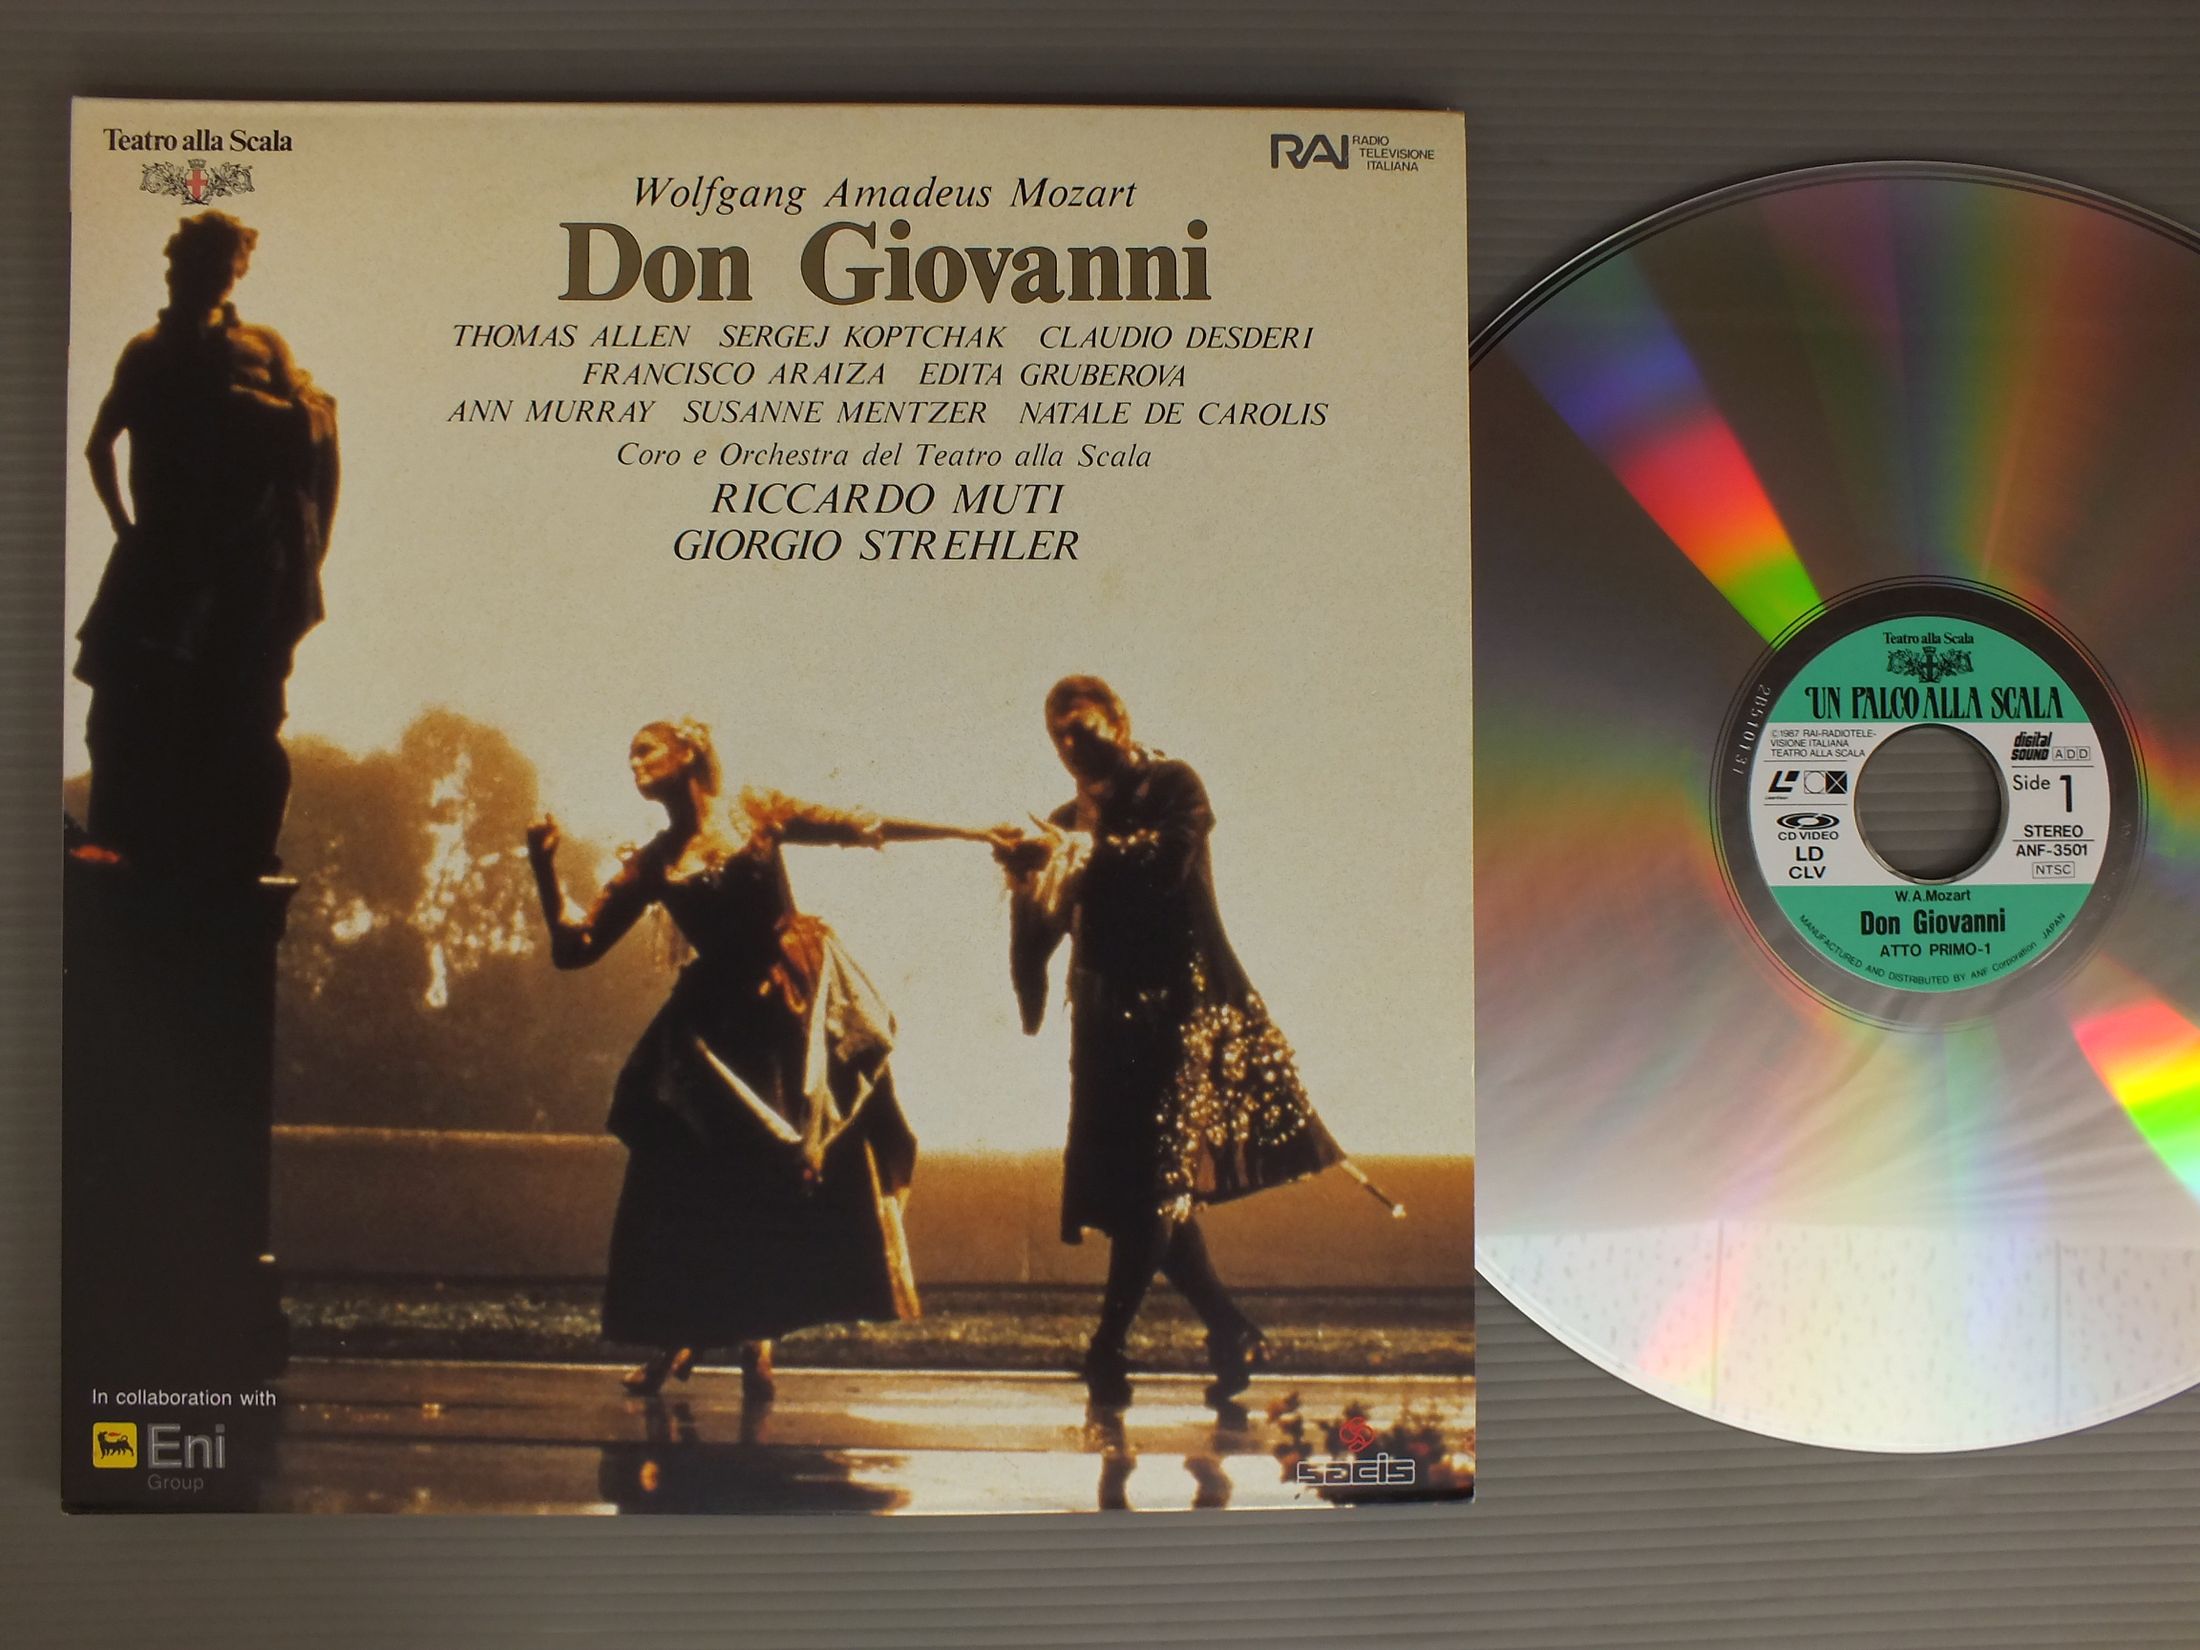 Teatro alla Scala
RAI RADIO
TELEVISIONE
ITALIANA
Wolfgang Amadeus Mozart
Don Giovanni
THOMAS ALLEN SERGEJ KOPTCHAK CLAUDIO DESDERI
FRANCISCO ARAIZA EDITA GRUBEROVA
ANN MURRAY SUSANNE MENTZER NATALE DE CAROLIS
Coro e Orchestra del Teatro alla Scala
RICCARDO MUTI
GIORGIO STREHLER
In collaboration with
Eni
Group
sacis
Teatro alla Scala
UN PALCO ALLA SCALA
©1987 RAI-RADIOTELE-
VISIONE ITALIANA
TEATRO ALLA SCALA
digital
SOUND ADD
Side 1
CD VIDEO
LD
CLV
STEREO
ANF-3501
NTSC
W.A.Mozart
Don Giovanni
ATTO PRIMO-1
MANUFACTURED AND DISTRIBUTED BY ANF Corporation JAPAN
2B510131